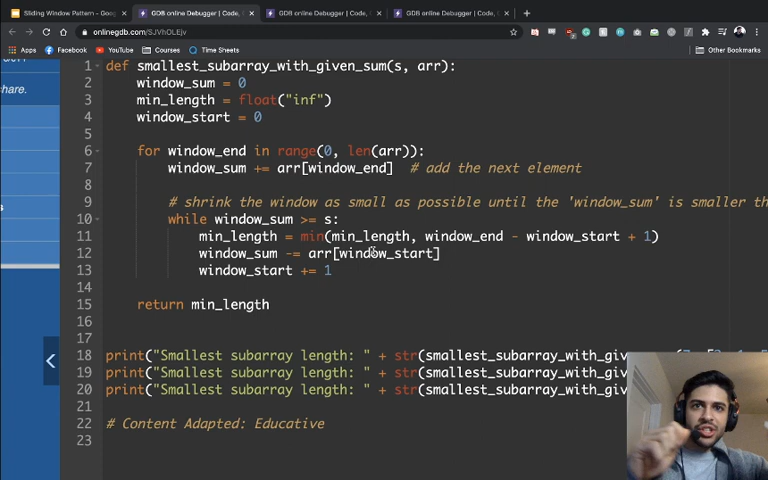 Sliding Window Pattern - Goo
GDB online Debugger | Code,
GDB online Debugger | Code,
GDB online Debugger | Code,
onlinegdb.com/SJVhOLEjv
Apps
Facebook
YouTube
Courses
Time Sheets
Other Bookmarks
share.
1 def smallest_subarray_with_given_sum(s, arr):
2 window_sum = 0
3 min_length = float("inf")
4 window_start = 0
5
6 for window_end in range(0, len(arr)):
7 window_sum += arr[window_end] # add the next element
8
9 # shrink the window as small as possible until the 'window_sum' is smaller th
10 while window_sum >= s:
11 min_length = min(min_length, window_end - window_start + 1)
12 window_sum -= arr[window_start]
13 window_start += 1
14
15 return min_length
16
17
18 print("Smallest subarray length: " + str(smallest_subarray_with_giv
19 print("Smallest subarray length: " + str(smallest_subarray_with_giv
20 print("Smallest subarray length: " + str(smallest_subarray_with_giv
21
22 # Content Adapted: Educative
23